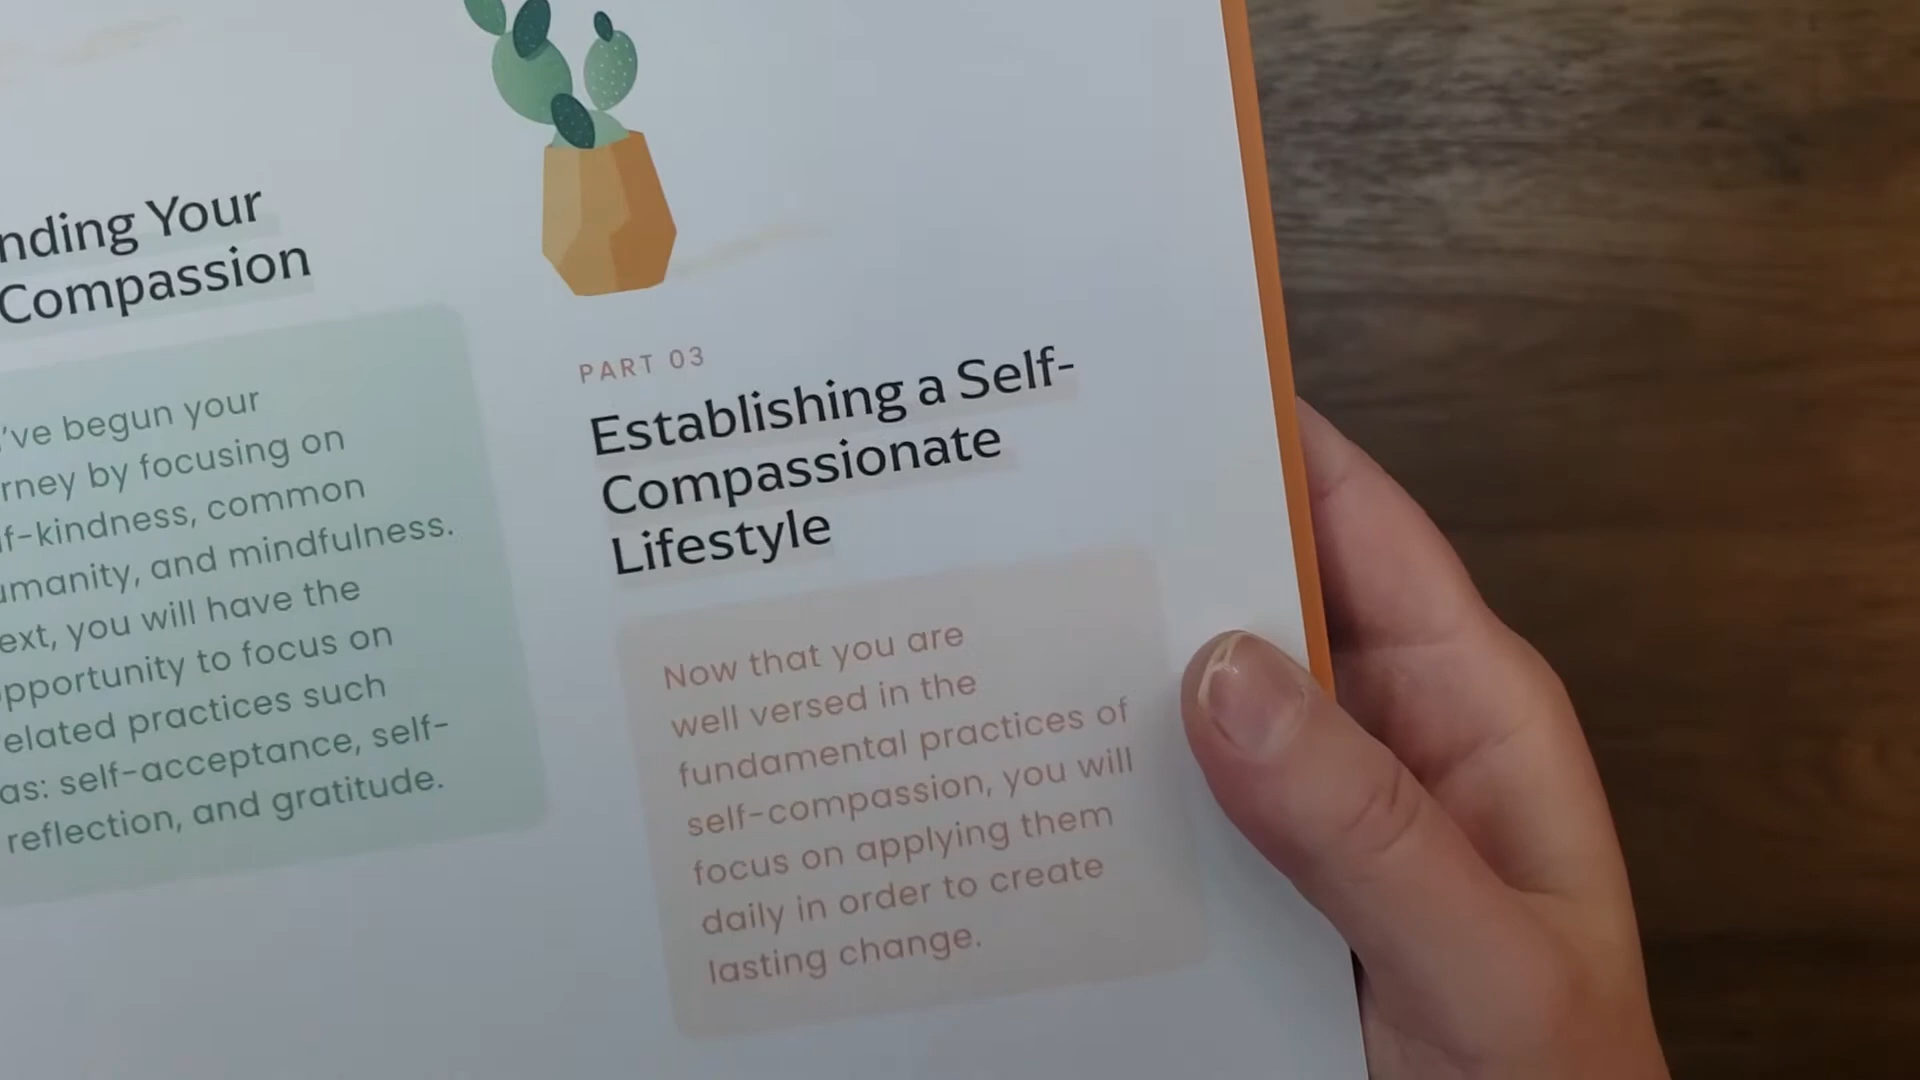 nding Your
Compassion
've begun your
rney by focusing on
lf-kindness, common
umanity, and mindfulness.
ext, you will have the
pportunity to focus on
elated practices such
as: self-acceptance, self-
reflection, and gratitude.
PART 03
Establishing a Self-
Compassionate
Lifestyle
Now that you are
well versed in the
fundamental practices of
self-compassion, you will
focus on applying them
daily in order to create
lasting change.